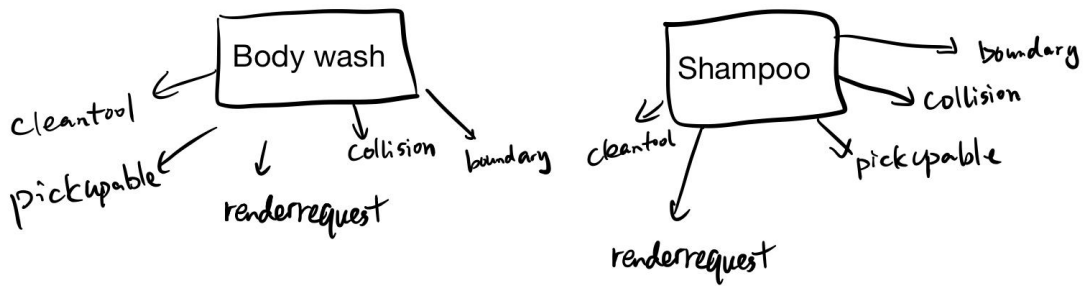 Body wash
cleantool
pickupable
renderrequest
collision
boundary
Shampoo
boundary
collision
pickupable
cleantool
renderrequest